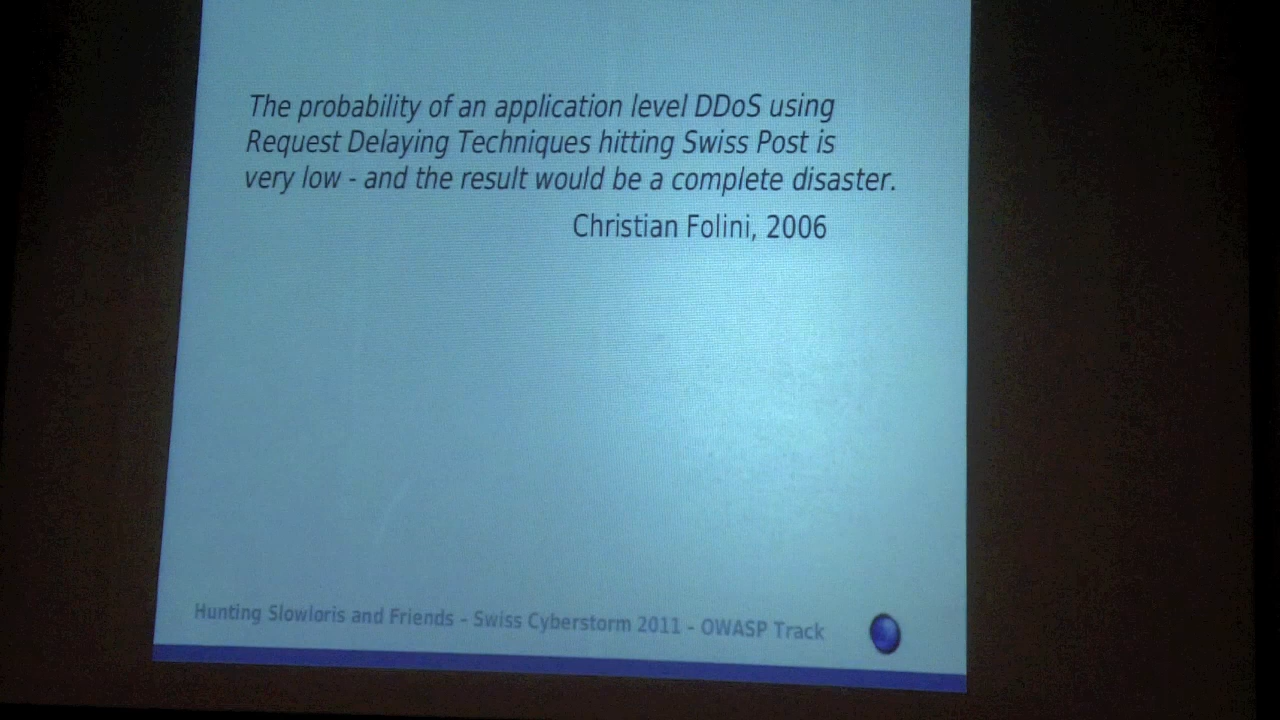 The probability of an application level DDoS using
Request Delaying Techniques hitting Swiss Post is
very low - and the result would be a complete disaster.
Christian Folini, 2006
Hunting Slowloris and Friends – Swiss Cyberstorm 2011 – OWASP Track